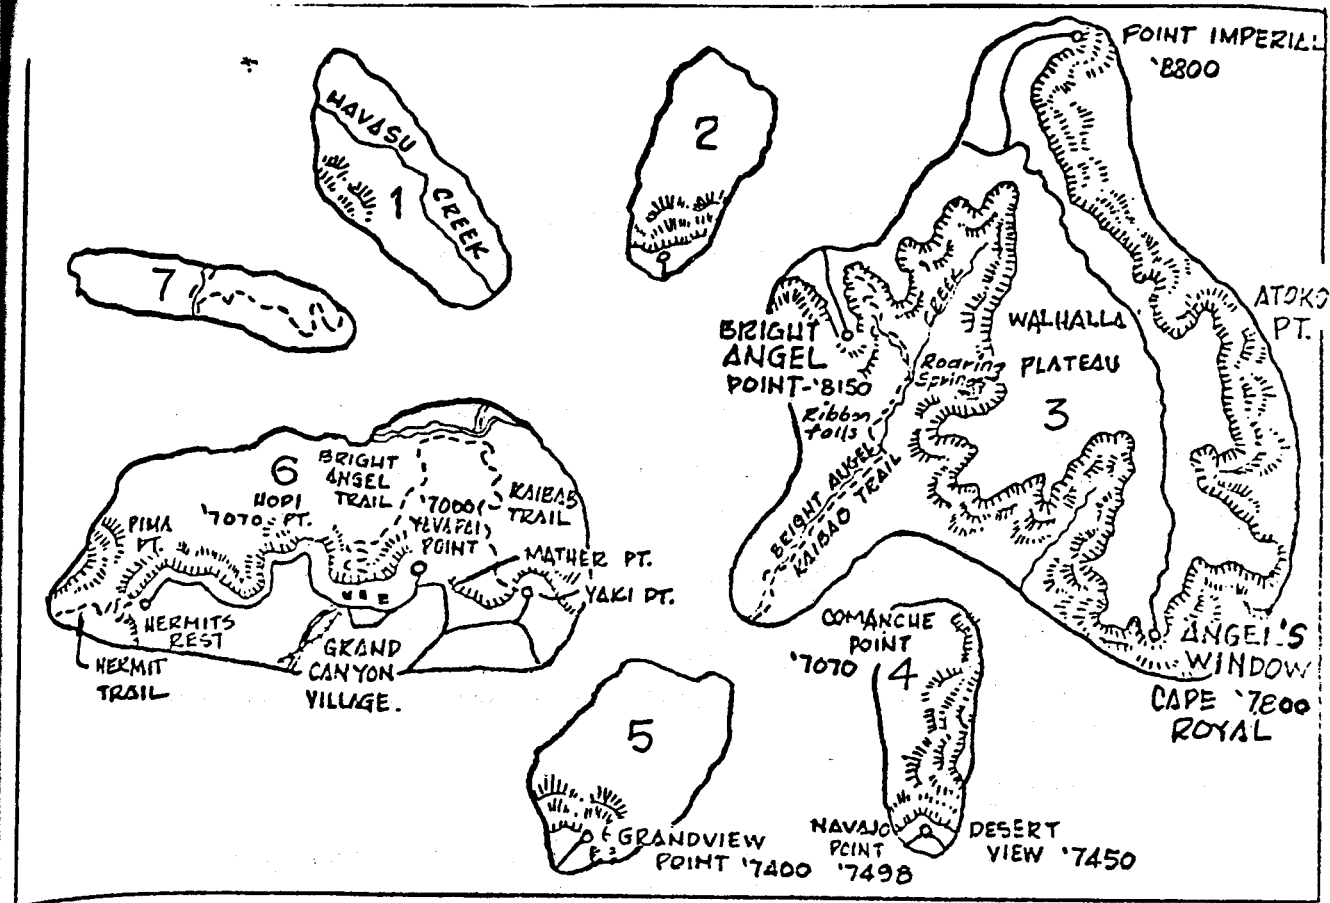 POINT IMPERIAL
'8800
HAVASU
CREEK
1
2
7
ATOKO
PT.
WALHALLA
PLATEAU
3
CREEK
Roaring
Springs
BRIGHT
ANGEL
POINT-'8150
Ribbon
falls
BRIGHT ANGEL
KAIBAB TRAIL
6
BRIGHT
ANGEL
TRAIL
HOPI
'7070- PT.
PIMA
PT.
'7000
YAVAPAI
POINT
KAIBAB
TRAIL
MATHER PT.
YAKI PT.
HERMITS
REST
HERMIT
TRAIL
GRAND
CANYON
VILLAGE.
COMANCHE
POINT
'7070
4
ANGEL'S
WINDOW
CAPE '7800
ROYAL
5
GRANDVIEW
POINT '7400
NAVAJO
POINT
'7498
DESERT
VIEW '7450